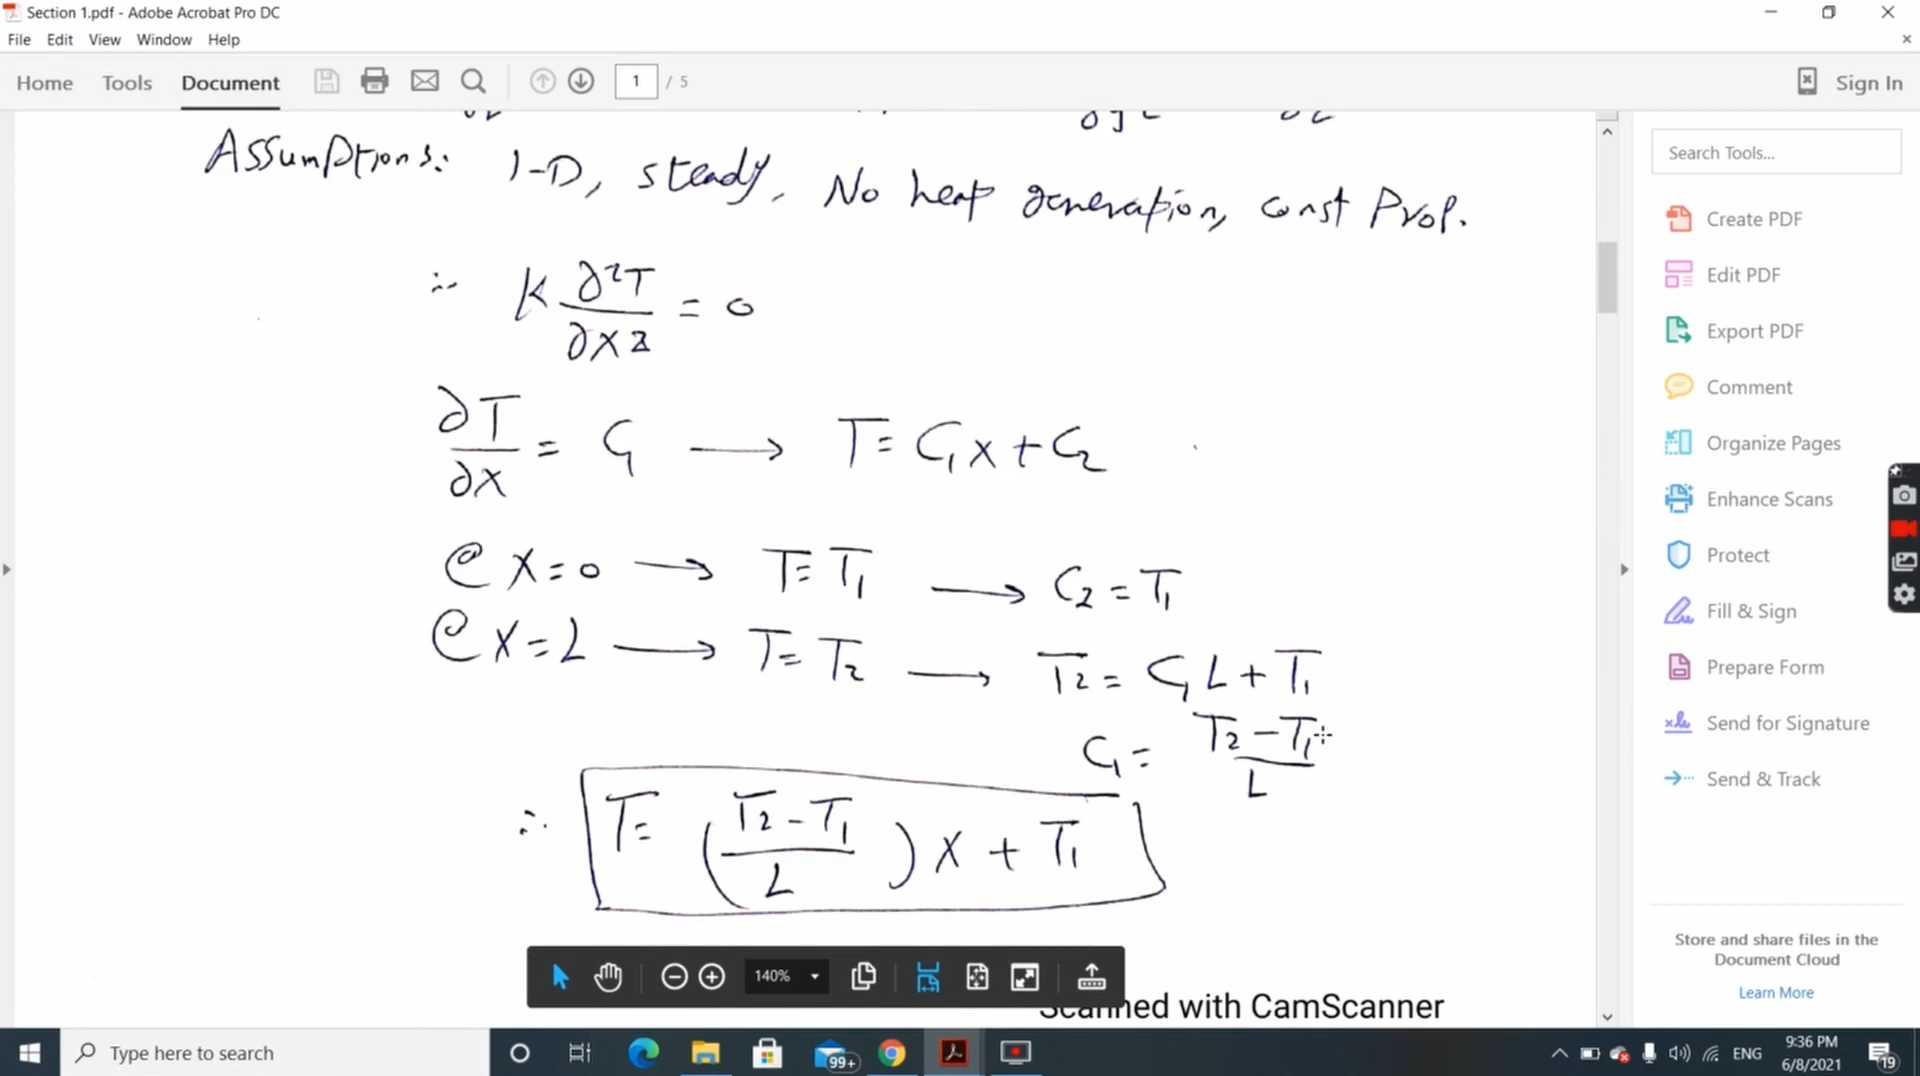 Section 1.pdf - Adobe Acrobat Pro DC
File Edit View Window Help
Home Tools Document 1 / 5 Sign In
Assumptions: 1-D, steady, No heat generation, const Prop.
∴ K ∂²T/∂x² = 0
∂T/∂x = C₁ → T = C₁x + C₂
@ x=0 → T= T₁ → C₂ = T₁
@ x=L → T= T₂ → T₂ = C₁ L + T₁
C₁ = (T₂ - T₁)/L
∴ T= ((T₂ - T₁)/L) x + T₁
140%
Scanned with CamScanner
Search Tools...
Create PDF
Edit PDF
Export PDF
Comment
Organize Pages
Enhance Scans
Protect
Fill & Sign
Prepare Form
Send for Signature
Send & Track
Store and share files in the
Document Cloud
Learn More
Type here to search
99+
ENG
9:36 PM
6/8/2021
19